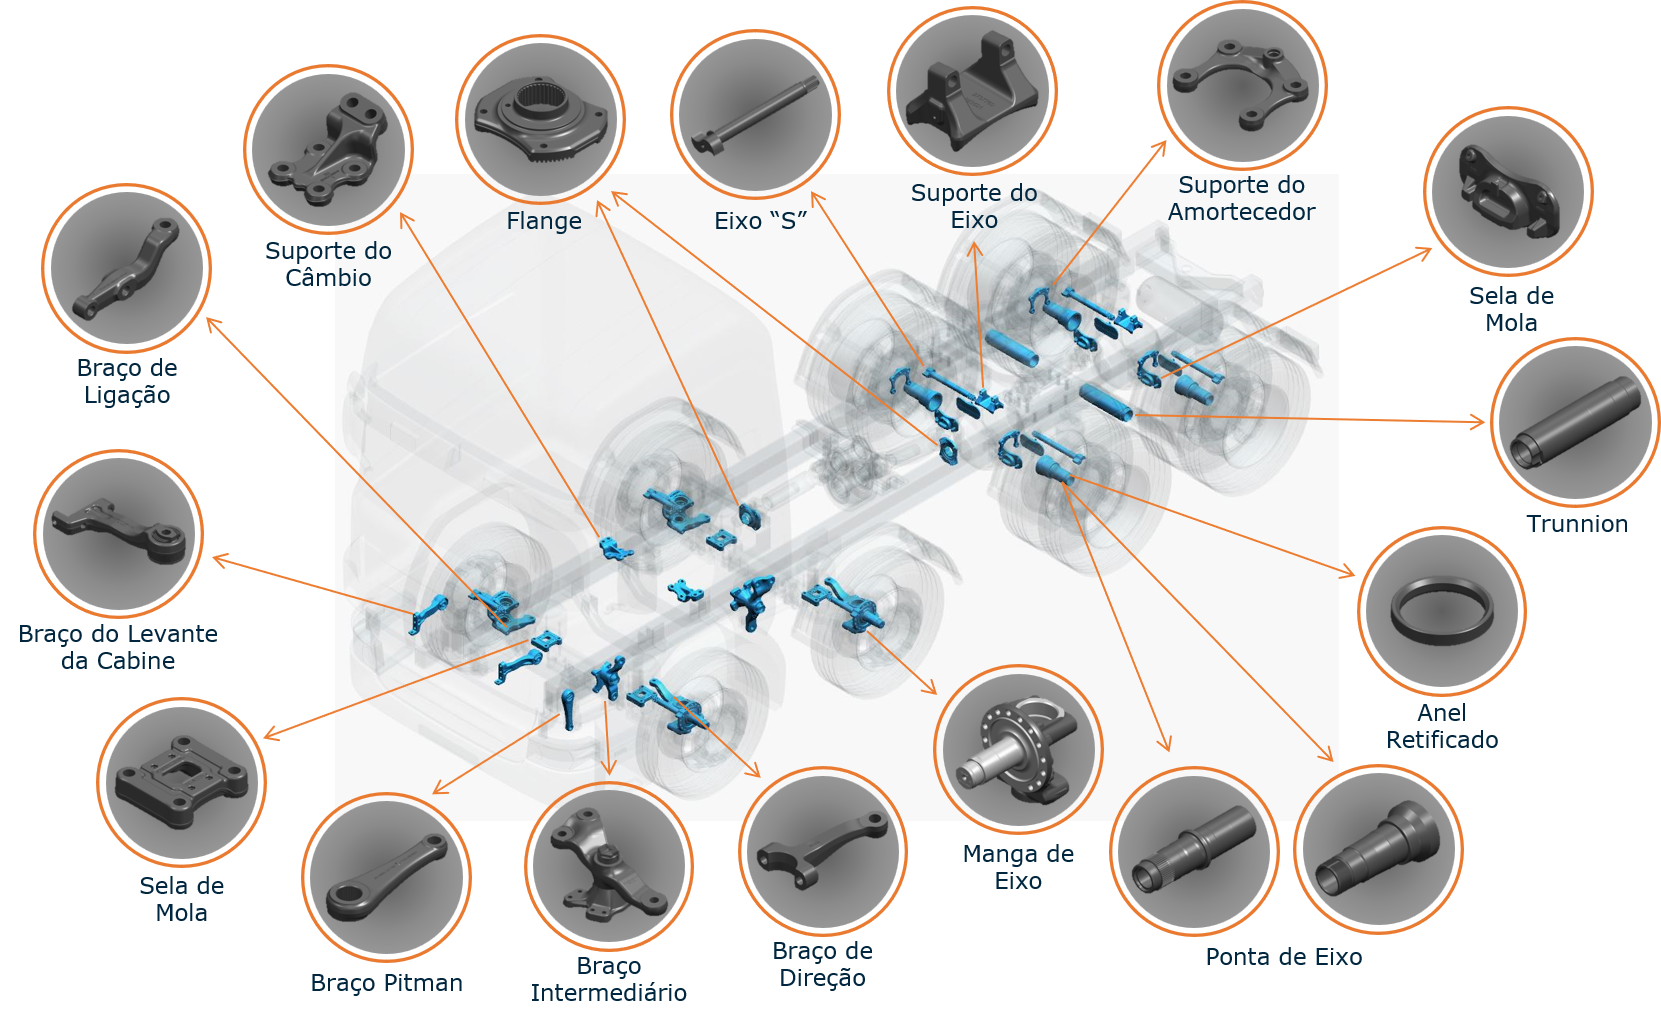 Suporte do
Câmbio
Flange
Eixo “S”
Suporte do
Eixo
Suporte do
Amortecedor
Sela de
Mola
Braço de
Ligação
Trunnion
Braço do Levante
da Cabine
Anel
Retificado
Sela de
Mola
Braço Pitman
Braço
Intermediário
Braço de
Direção
Manga de
Eixo
Ponta de Eixo